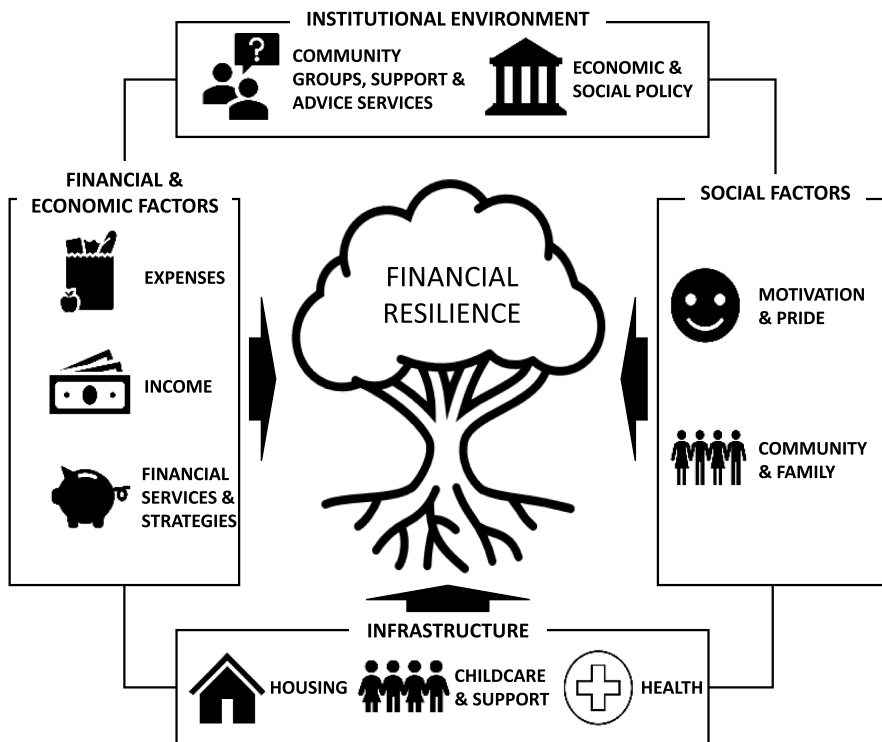 INSTITUTIONAL ENVIRONMENT
?
COMMUNITY
GROUPS, SUPPORT &
ADVICE SERVICES
ECONOMIC &
SOCIAL POLICY
FINANCIAL &
ECONOMIC FACTORS
EXPENSES
INCOME
FINANCIAL
SERVICES &
STRATEGIES
FINANCIAL
RESILIENCE
SOCIAL FACTORS
MOTIVATION
& PRIDE
COMMUNITY
& FAMILY
INFRASTRUCTURE
HOUSING
CHILDCARE
& SUPPORT
HEALTH